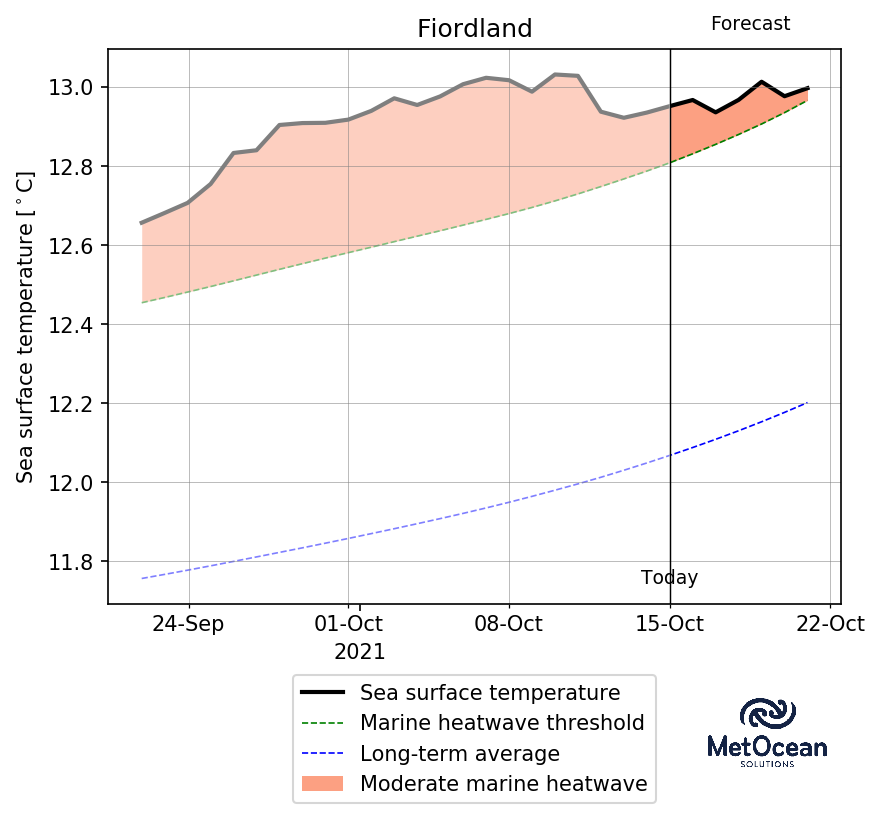 Fiordland
Forecast
Sea surface temperature [°C]
13.0
12.8
12.6
12.4
12.2
12.0
11.8
Today
24-Sep 01-Oct 08-Oct 15-Oct 22-Oct
2021
Sea surface temperature
Marine heatwave threshold
Long-term average
Moderate marine heatwave
MetOcean
SOLUTIONS